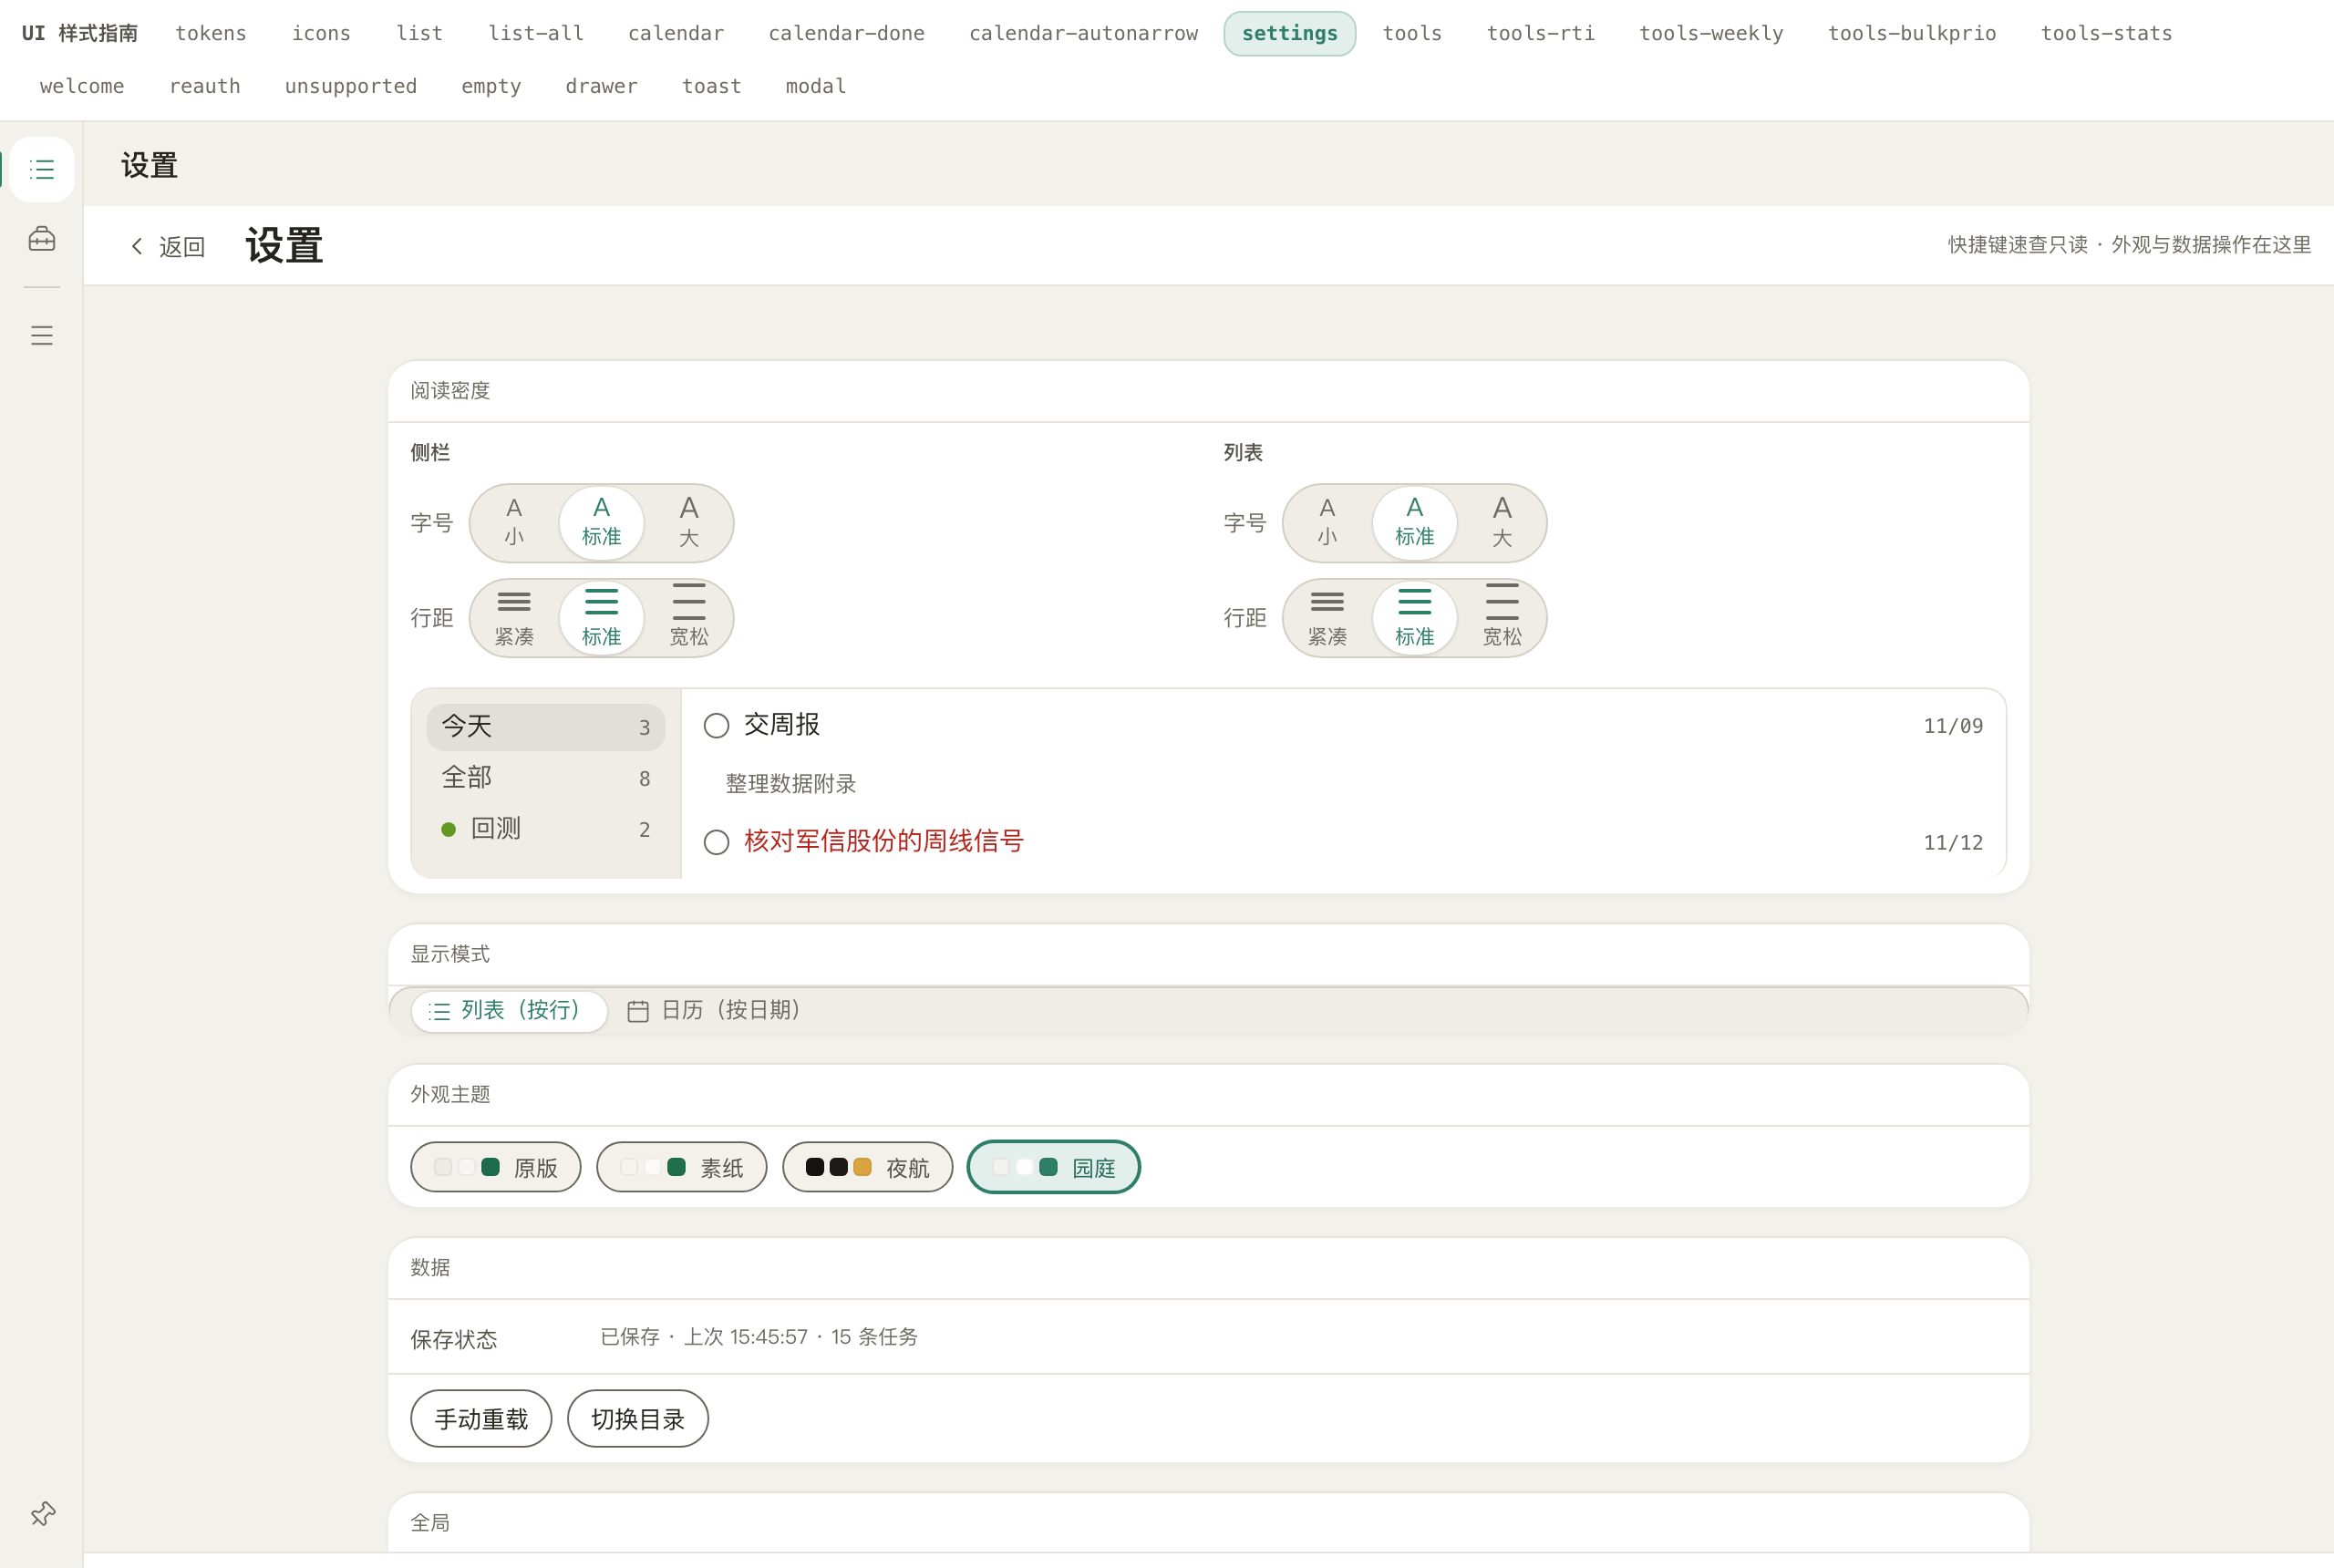 UI 样式指南 tokens icons list list-all calendar calendar-done calendar-autonarrow settings tools tools-rti tools-weekly tools-bulkprio tools-stats
welcome reauth unsupported empty drawer toast modal
设置
返回 设置 快捷键速查只读 · 外观与数据操作在这里
阅读密度
侧栏 列表
字号 A 小 A 标准 A 大 字号 A 小 A 标准 A 大
行距 紧凑 标准 宽松 行距 紧凑 标准 宽松
今天 3 交周报 11/09
全部 8 整理数据附录
回测 2 核对军信股份的周线信号 11/12
显示模式
列表（按行） 日历（按日期）
外观主题
原版 素纸 夜航 园庭
数据
保存状态 已保存 · 上次 15:45:57 · 15 条任务
手动重载 切换目录
全局